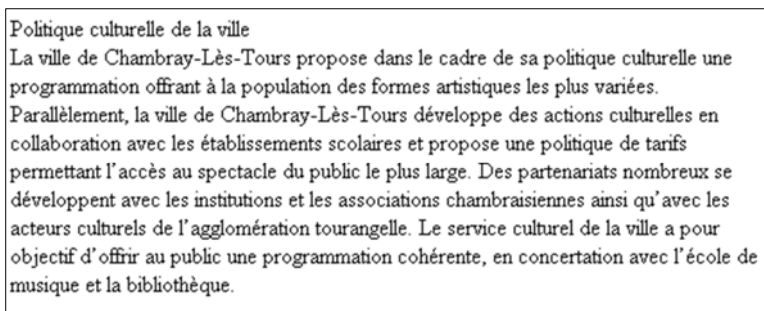 Politique culturelle de la ville
La ville de Chambray-Lès-Tours propose dans le cadre de sa politique culturelle une
programmation offrant à la population des formes artistiques les plus variées.
Parallèlement, la ville de Chambray-Lès-Tours développe des actions culturelles en
collaboration avec les établissements scolaires et propose une politique de tarifs
permettant l'accès au spectacle du public le plus large. Des partenariats nombreux se
développent avec les institutions et les associations chambraisiennes ainsi qu'avec les
acteurs culturels de l'agglomération tourangelle. Le service culturel de la ville a pour
objectif d'offrir au public une programmation cohérente, en concertation avec l'école de
musique et la bibliothèque.